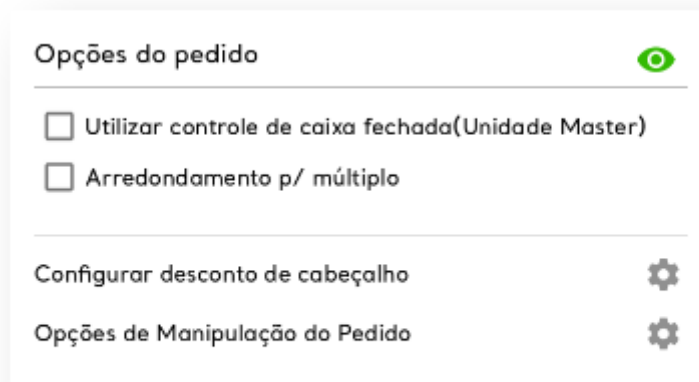 Opções do pedido
Utilizar controle de caixa fechada(Unidade Master)
Arredondamento p/ múltiplo
Configurar desconto de cabeçalho
Opções de Manipulação do Pedido